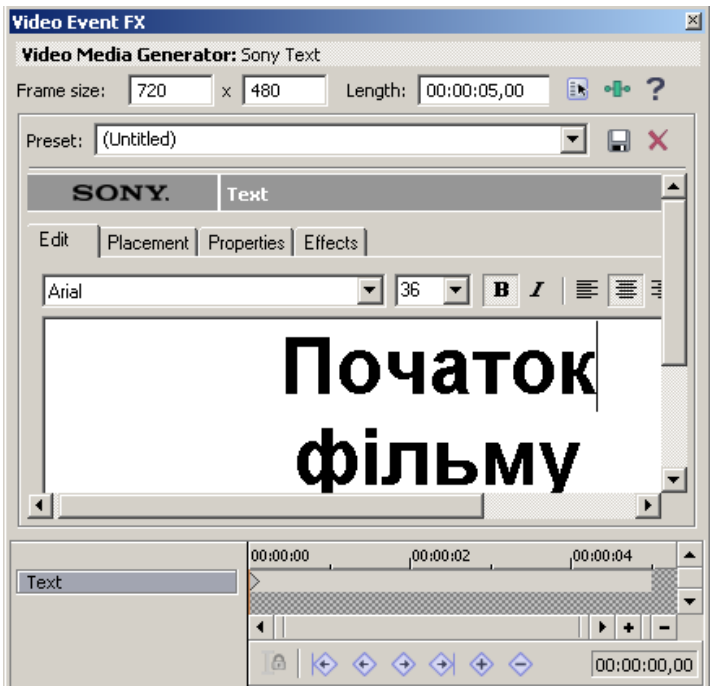 Video Event FX
Video Media Generator: Sony Text
Frame size: 720 x 480 Length: 00:00:05,00
Preset: (Untitled)
SONY. Text
Edit Placement Properties Effects
Arial 36 B I
Початок
фільму
00:00:00 00:00:02 00:00:04
Text
00:00:00,00